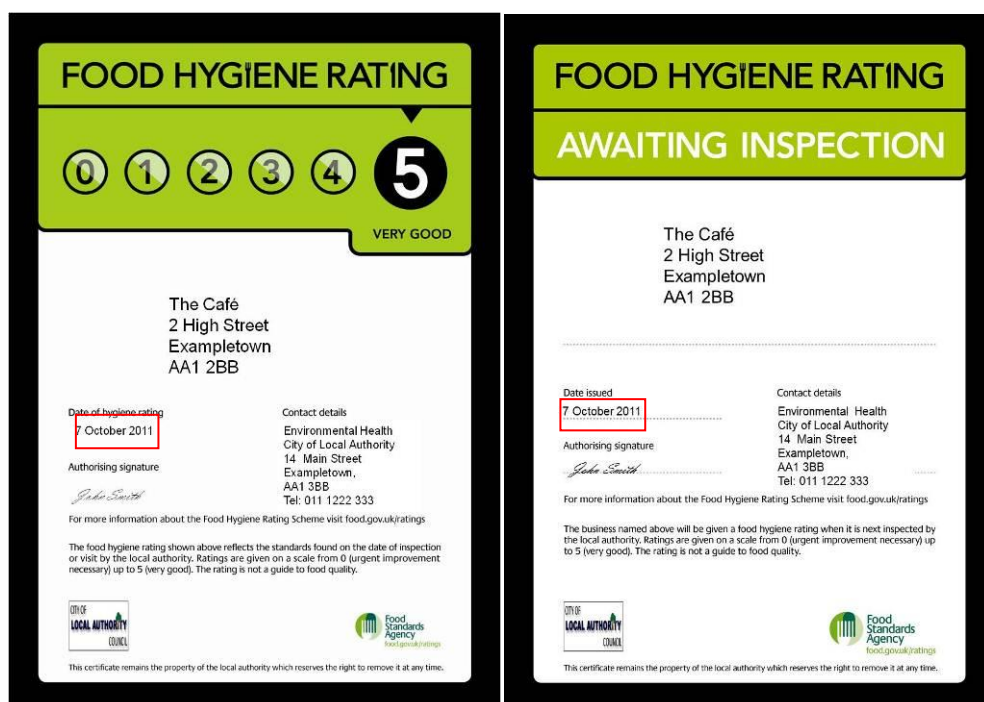 FOOD HYGIENE RATING
0 1 2 3 4 5
VERY GOOD
The Café
2 High Street
Exampletown
AA1 2BB
Date of hygiene rating
7 October 2011
Authorising signature
John Smith
Contact details
Environmental Health
City of Local Authority
14 Main Street
Exampletown,
AA1 3BB
Tel: 011 1222 333
For more information about the Food Hygiene Rating Scheme visit food.gov.uk/ratings
The food hygiene rating shown above reflects the standards found on the date of inspection
or visit by the local authority. Ratings are given on a scale from 0 (urgent improvement
necessary) up to 5 (very good). The rating is not a guide to food quality.
CITY OF
LOCAL AUTHORITY
COUNCIL
Food
Standards
Agency
food.gov.uk/ratings
This certificate remains the property of the local authority which reserves the right to remove it at any time.
FOOD HYGIENE RATING
AWAITING INSPECTION
The Café
2 High Street
Exampletown
AA1 2BB
Date issued
7 October 2011
Authorising signature
John Smith
Contact details
Environmental Health
City of Local Authority
14 Main Street
Exampletown,
AA1 3BB
Tel: 011 1222 333
For more information about the Food Hygiene Rating Scheme visit food.gov.uk/ratings
The business named above will be given a food hygiene rating when it is next inspected by
the local authority. Ratings are given on a scale from 0 (urgent improvement necessary) up
to 5 (very good). The rating is not a guide to food quality.
CITY OF
LOCAL AUTHORITY
COUNCIL
Food
Standards
Agency
food.gov.uk/ratings
This certificate remains the property of the local authority which reserves the right to remove it at any time.